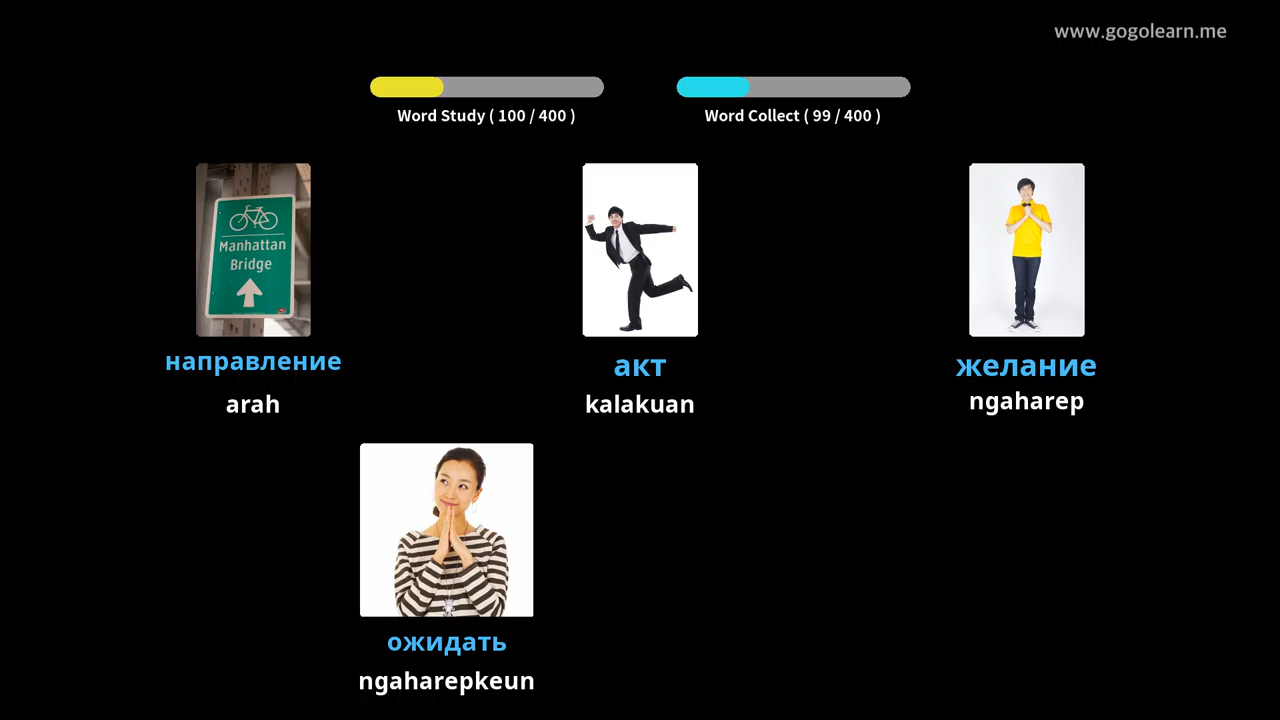 www.gogolearn.me
Word Study ( 100 / 400 )
Word Collect ( 99 / 400 )
Manhattan
Bridge
направление
arah
акт
kalakuan
желание
ngaharep
ожидать
ngaharepkeun